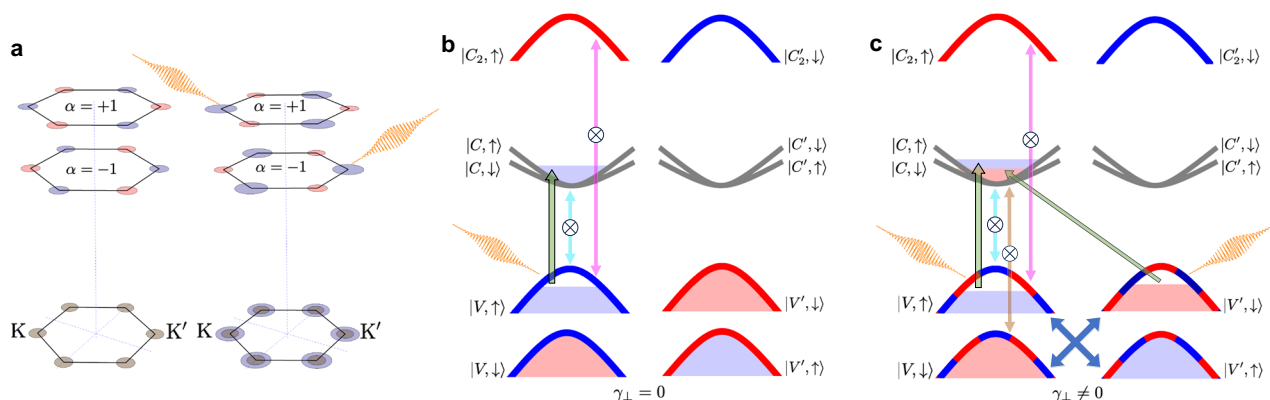 a
α = +1
α = +1
α = −1
α = −1
K
K′
K
K′
b
|C₂, ↑⟩
|C′₂, ↓⟩
|C, ↑⟩
|C, ↓⟩
|C′, ↓⟩
|C′, ↑⟩
|V, ↑⟩
|V′, ↓⟩
|V, ↓⟩
|V′, ↑⟩
γ⊥ = 0
c
|C₂, ↑⟩
|C′₂, ↓⟩
|C, ↑⟩
|C, ↓⟩
|C′, ↓⟩
|C′, ↑⟩
|V, ↑⟩
|V′, ↓⟩
|V, ↓⟩
|V′, ↑⟩
γ⊥ ≠ 0